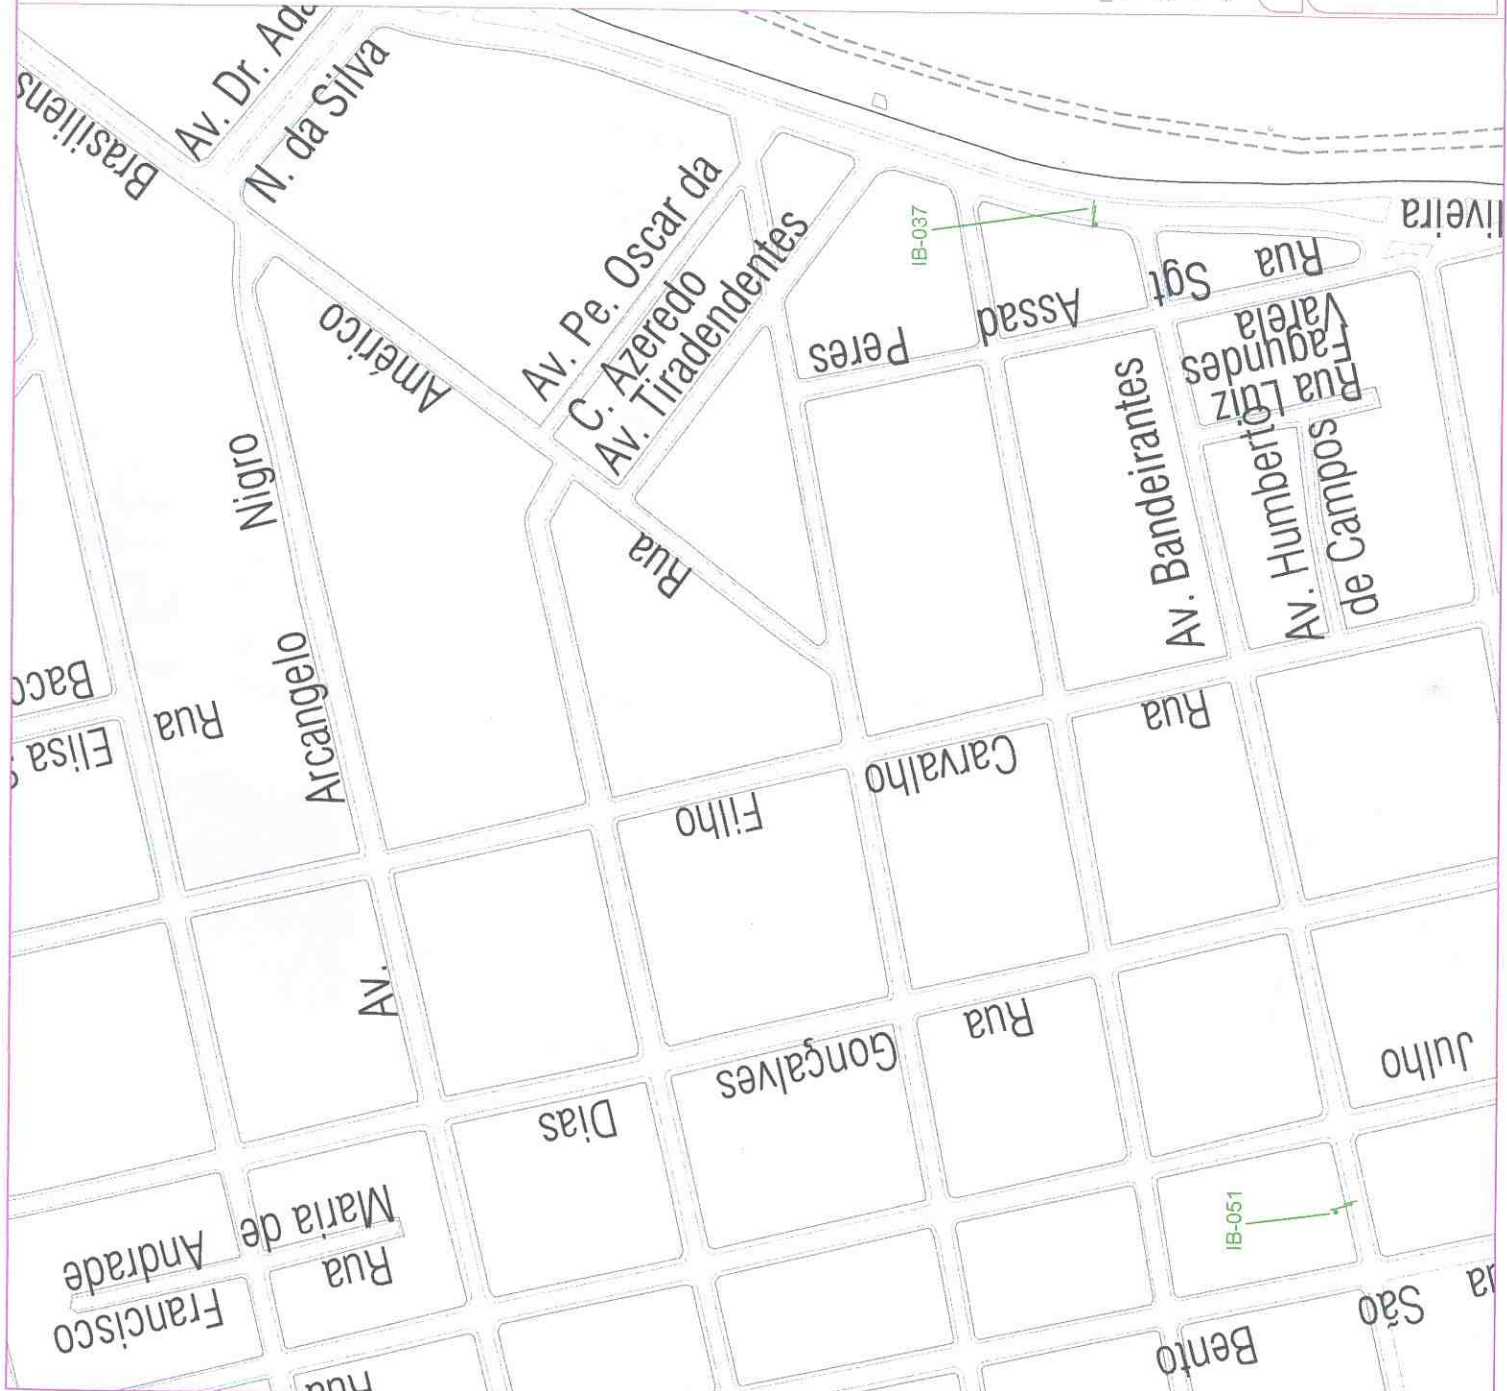 Av. Dr. Ada
N. da Silva
Brasiliens
Américo
Rua
Av. Pe. Oscar da
C. Azeredo
Av. Tiradendentes
IB-037
liveira
Rua
Sgt
Assad
Peres
Varela
Fagundes
Rua Luiz
Av. Bandeirantes
Av. Humberto
de Campos
Nigro
Arcangelo
Av.
Baco
Elisa
Rua
Rua
Carvalho
Filho
Rua
Gonçalves
Dias
Julho
IB-051
Maria de
Andrade
Rua
Francisco
São
Bento
ua
Rua